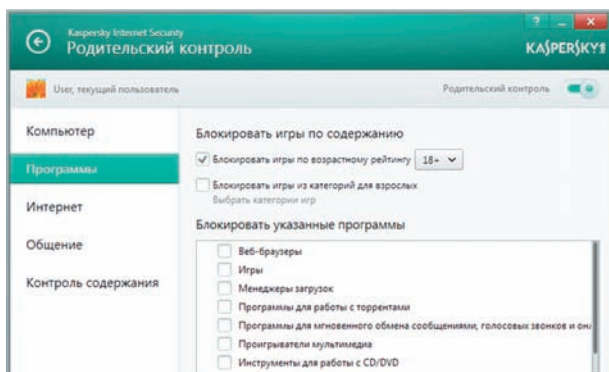 Kaspersky Internet Security
Родительский контроль
KASPERSKY
User, текущий пользователь
Родительский контроль
Компьютер
Программы
Интернет
Общение
Контроль содержания
Блокировать игры по содержанию
Блокировать игры по возрастному рейтингу 18+
Блокировать игры из категорий для взрослых
Выбрать категории игр
Блокировать указанные программы
Веб-браузеры
Игры
Менеджеры загрузок
Программы для работы с торрентами
Программы для мгновенного обмена сообщениями, голосовых звонков и онл
Проигрыватели мультимедиа
Инструменты для работы с CD/DVD